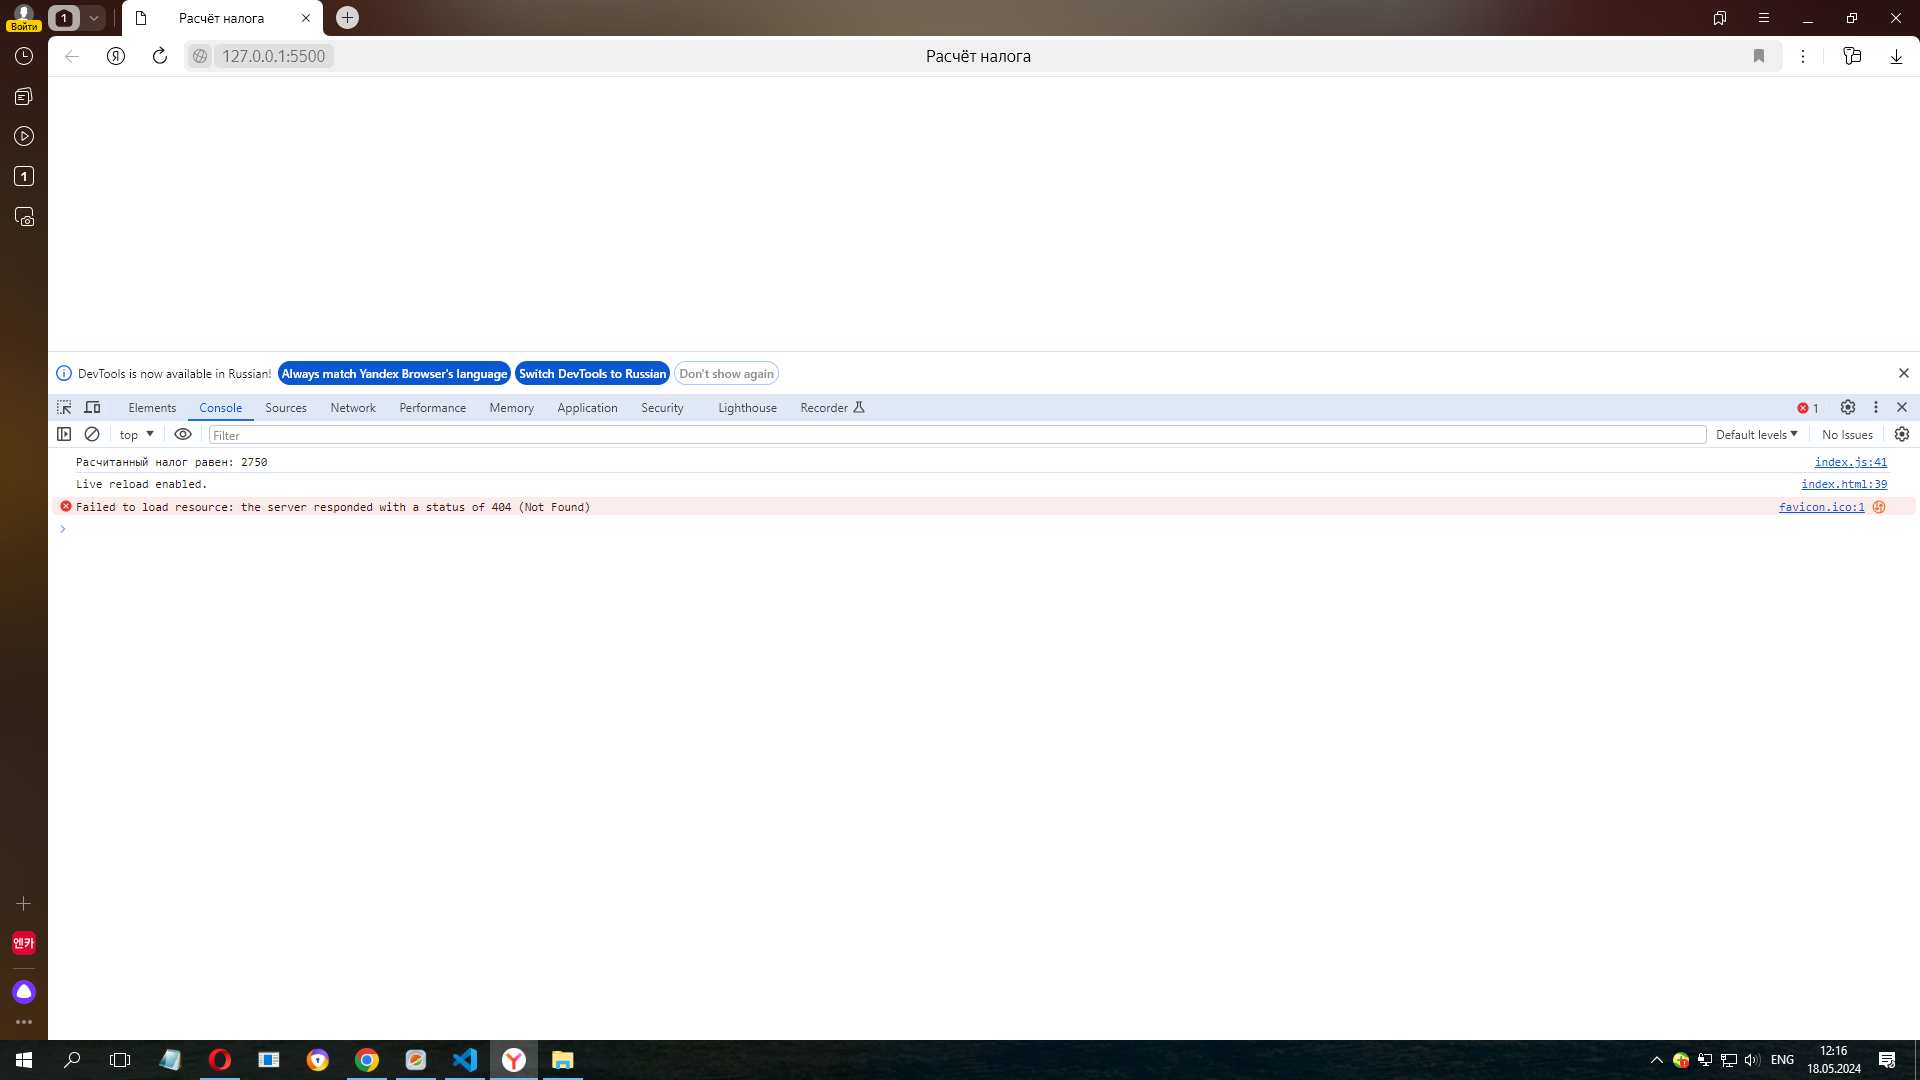 Войти
1
Расчёт налога
127.0.0.1:5500
Расчёт налога
1
DevTools is now available in Russian! Always match Yandex Browser's language Switch DevTools to Russian Don't show again
Elements Console Sources Network Performance Memory Application Security Lighthouse Recorder 1
top Filter Default levels No Issues
Расчитанный налог равен: 2750 index.js:41
Live reload enabled. index.html:39
Failed to load resource: the server responded with a status of 404 (Not Found) favicon.ico:1
엔카
ENG
12:16
18.05.2024